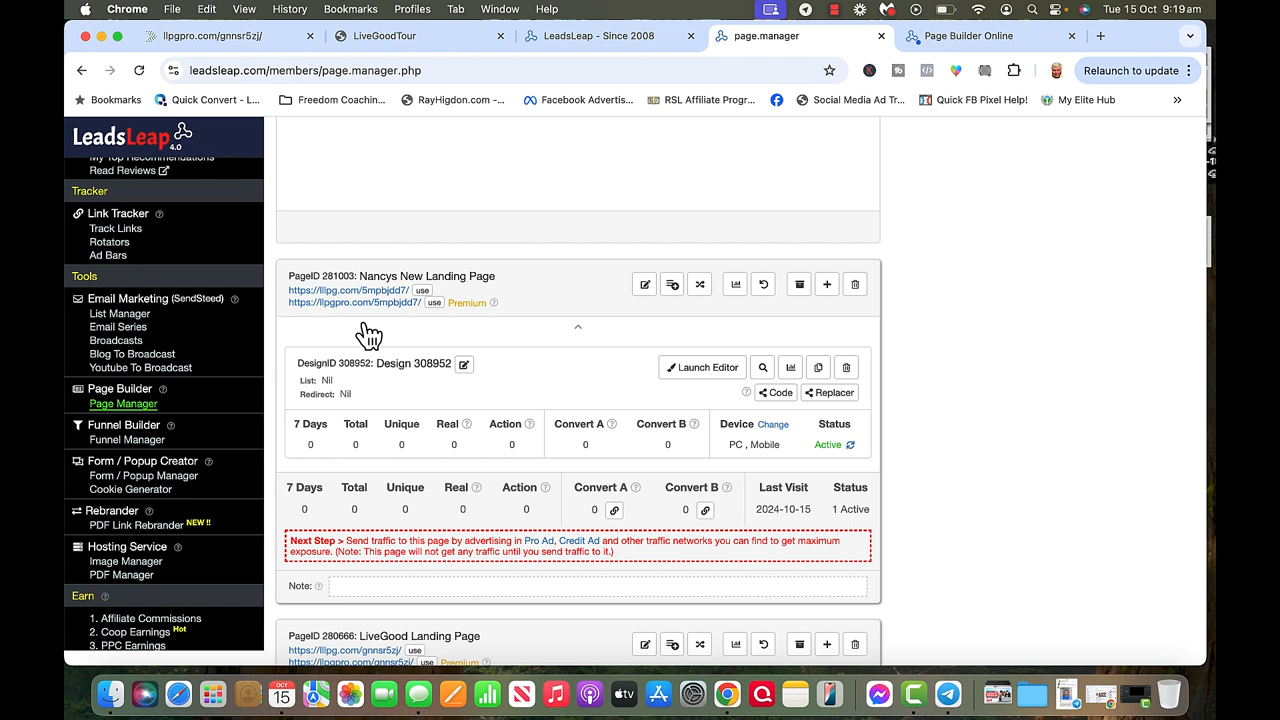 Chrome File Edit View History Bookmarks Profiles Tab Window Help Tue 15 Oct 9:19am
llpgpro.com/gnnsr5zj/ LiveGoodTour LeadsLeap - Since 2008 page.manager Page Builder Online
leadsleap.com/members/page.manager.php Relaunch to update
Bookmarks Quick Convert - L... Freedom Coachin... RayHigdon.com -... Facebook Advertis... RSL Affiliate Progr... Social Media Ad Tr... Quick FB Pixel Help! My Elite Hub
LeadsLeap 4.0
My Top Recommendations
Read Reviews
Tracker
Link Tracker
Track Links
Rotators
Ad Bars
Tools
Email Marketing (SendSteed)
List Manager
Email Series
Broadcasts
Blog To Broadcast
Youtube To Broadcast
Page Builder
Page Manager
Funnel Builder
Funnel Manager
Form / Popup Creator
Form / Popup Manager
Cookie Generator
Rebrander
PDF Link Rebrander NEW !!
Hosting Service
Image Manager
PDF Manager
Earn
1. Affiliate Commissions
2. Coop Earnings Hot
3. PPC Earnings
PageID 281003: Nancys New Landing Page
https://llpg.com/5mpbjdd7/ use
https://llpgpro.com/5mpbjdd7/ use Premium
DesignID 308952: Design 308952
Launch Editor
List: Nil
Redirect: Nil
Code Replacer
7 Days Total Unique Real Action Convert A Convert B Device Change Status
0 0 0 0 0 0 0 PC , Mobile Active
7 Days Total Unique Real Action Convert A Convert B Last Visit Status
0 0 0 0 0 0 0 2024-10-15 1 Active
Next Step > Send traffic to this page by advertising in Pro Ad, Credit Ad and other traffic networks you can find to get maximum
exposure. (Note: This page will not get any traffic until you send traffic to it.)
Note:
PageID 280666: LiveGood Landing Page
https://llpg.com/gnnsr5zj/ use
https://llpgpro.com/gnnsr5zj/ use Premium
OCT
15